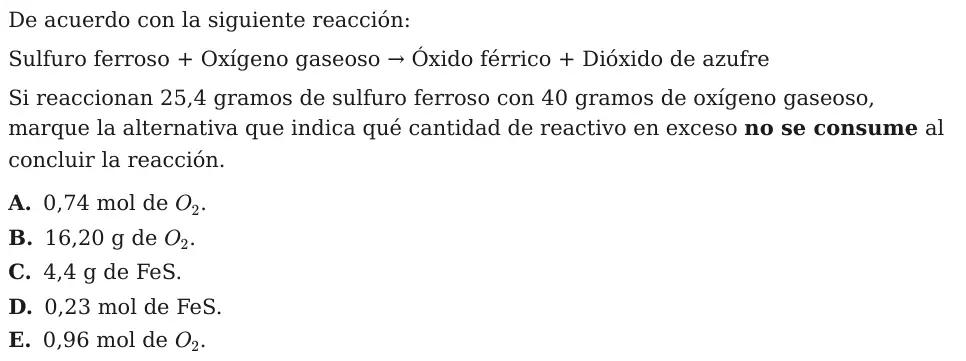 De acuerdo con la siguiente reacción:
Sulfuro ferroso + Oxígeno gaseoso → Óxido férrico + Dióxido de azufre
Si reaccionan 25,4 gramos de sulfuro ferroso con 40 gramos de oxígeno gaseoso,
marque la alternativa que indica qué cantidad de reactivo en exceso no se consume al
concluir la reacción.
A. 0,74 mol de O₂.
B. 16,20 g de O₂.
C. 4,4 g de FeS.
D. 0,23 mol de FeS.
E. 0,96 mol de O₂.